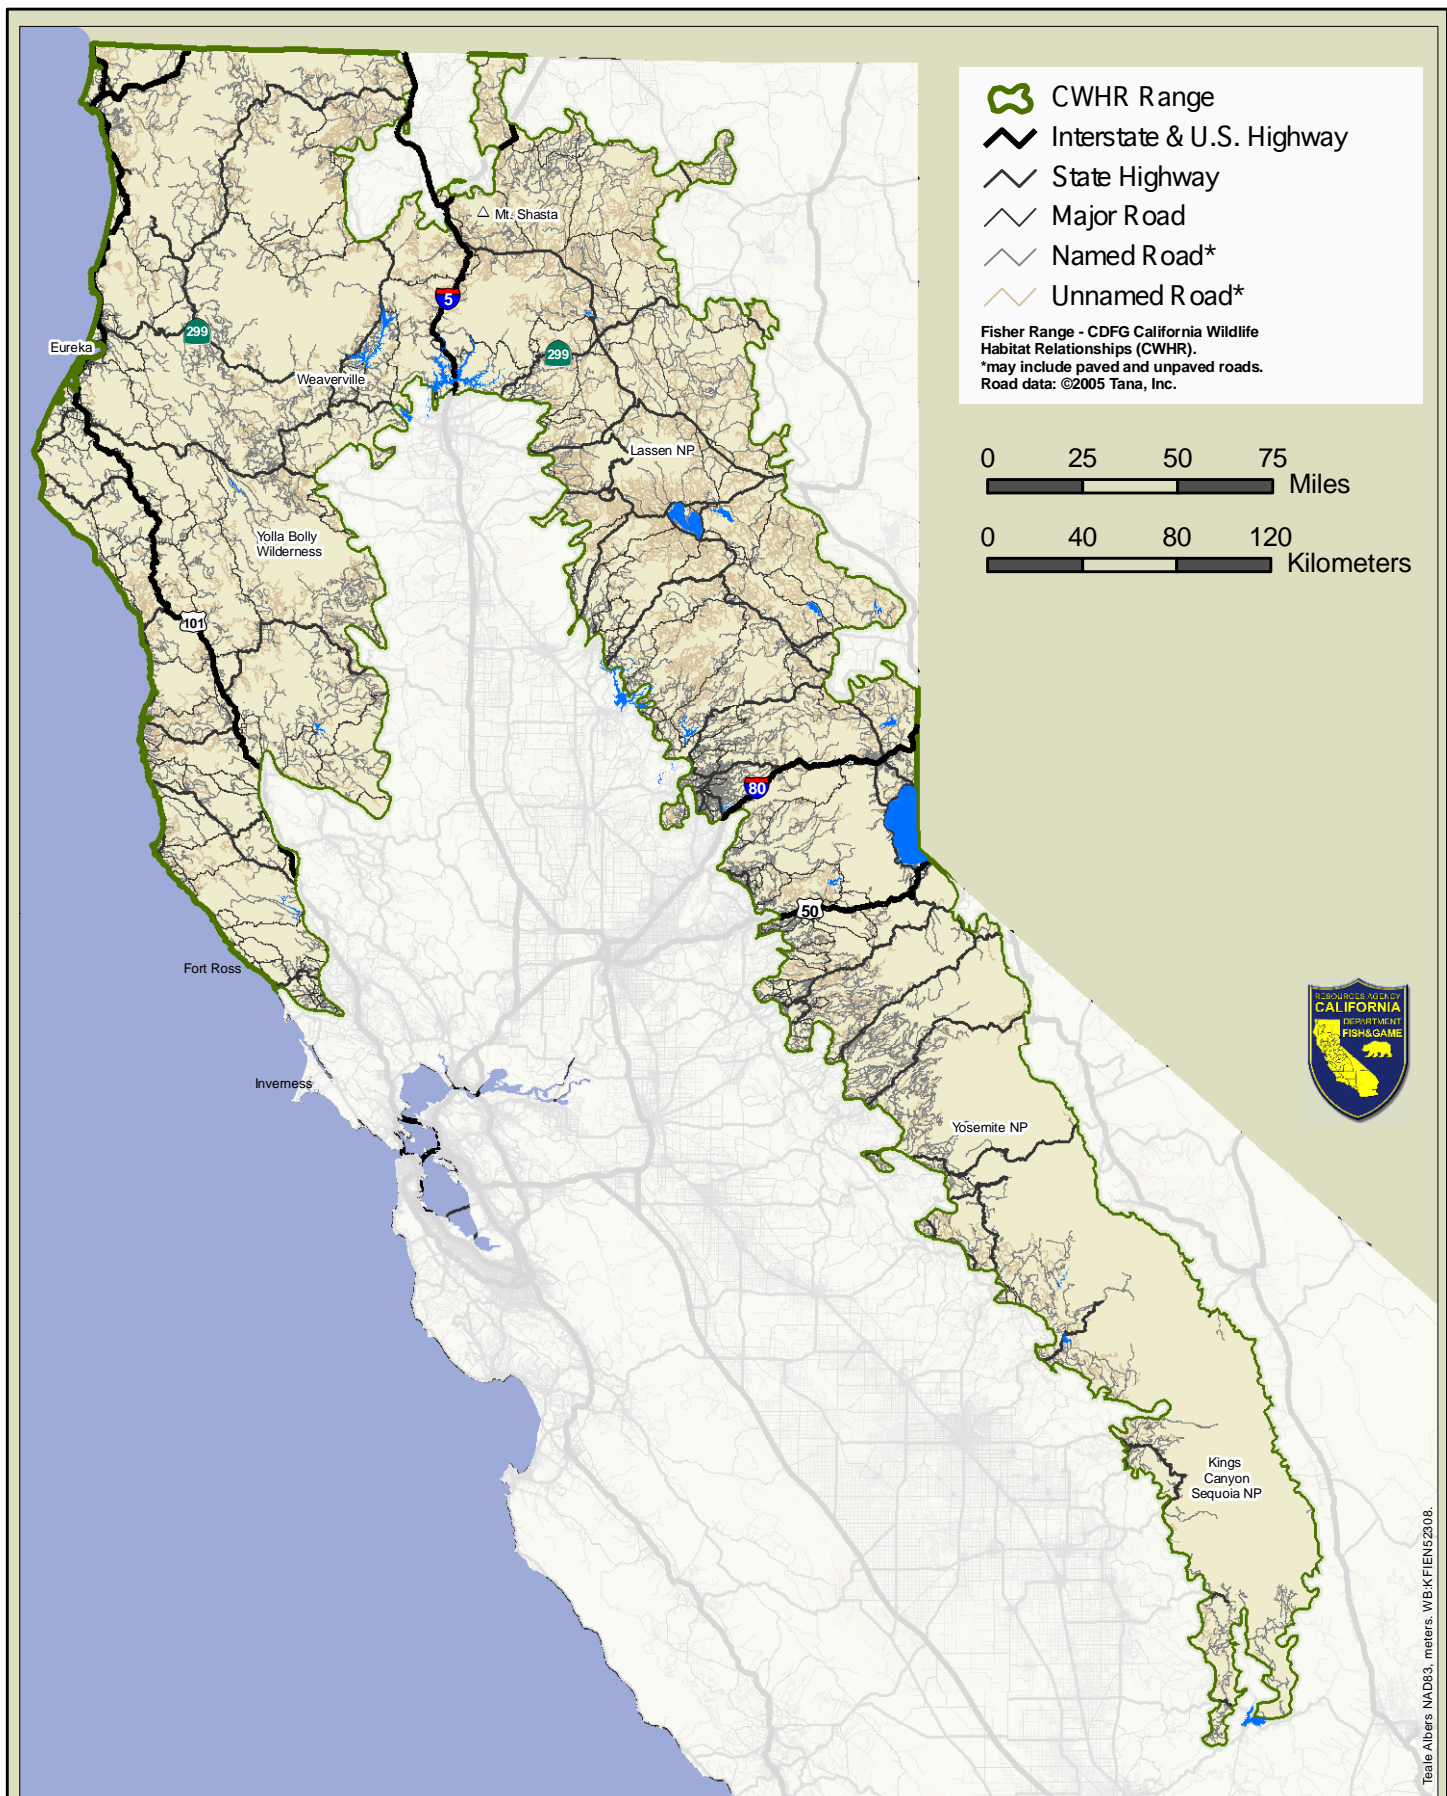 CWHR Range
Interstate & U.S. Highway
State Highway
Major Road
Named Road*
Unnamed Road*
Fisher Range - CDFG California Wildlife
Habitat Relationships (CWHR).
*may include paved and unpaved roads.
Road data: ©2005 Tana, Inc.
0 25 50 75
Miles
0 40 80 120
Kilometers
Mt. Shasta
5
299
299
Eureka
Weaverville
Lassen NP
Yolla Bolly
Wilderness
101
80
50
Fort Ross
RESOURCES AGENCY
CALIFORNIA
DEPARTMENT
FISH&GAME
Inverness
Yosemite NP
Kings
Canyon
Sequoia NP
Teale Albers NAD83, meters. WB:KFIEN52308.